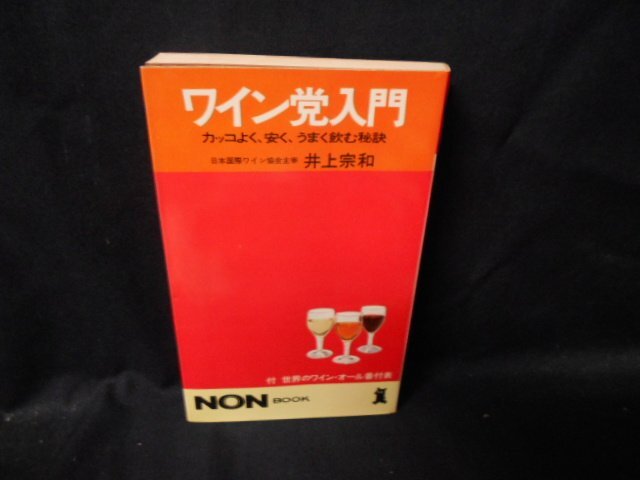 ワイン党入門
カッコよく、安く、うまく飲む秘訣
日本国際ワイン協会主宰 井上宗和
付 世界のワイン・オール番付表
NON BOOK